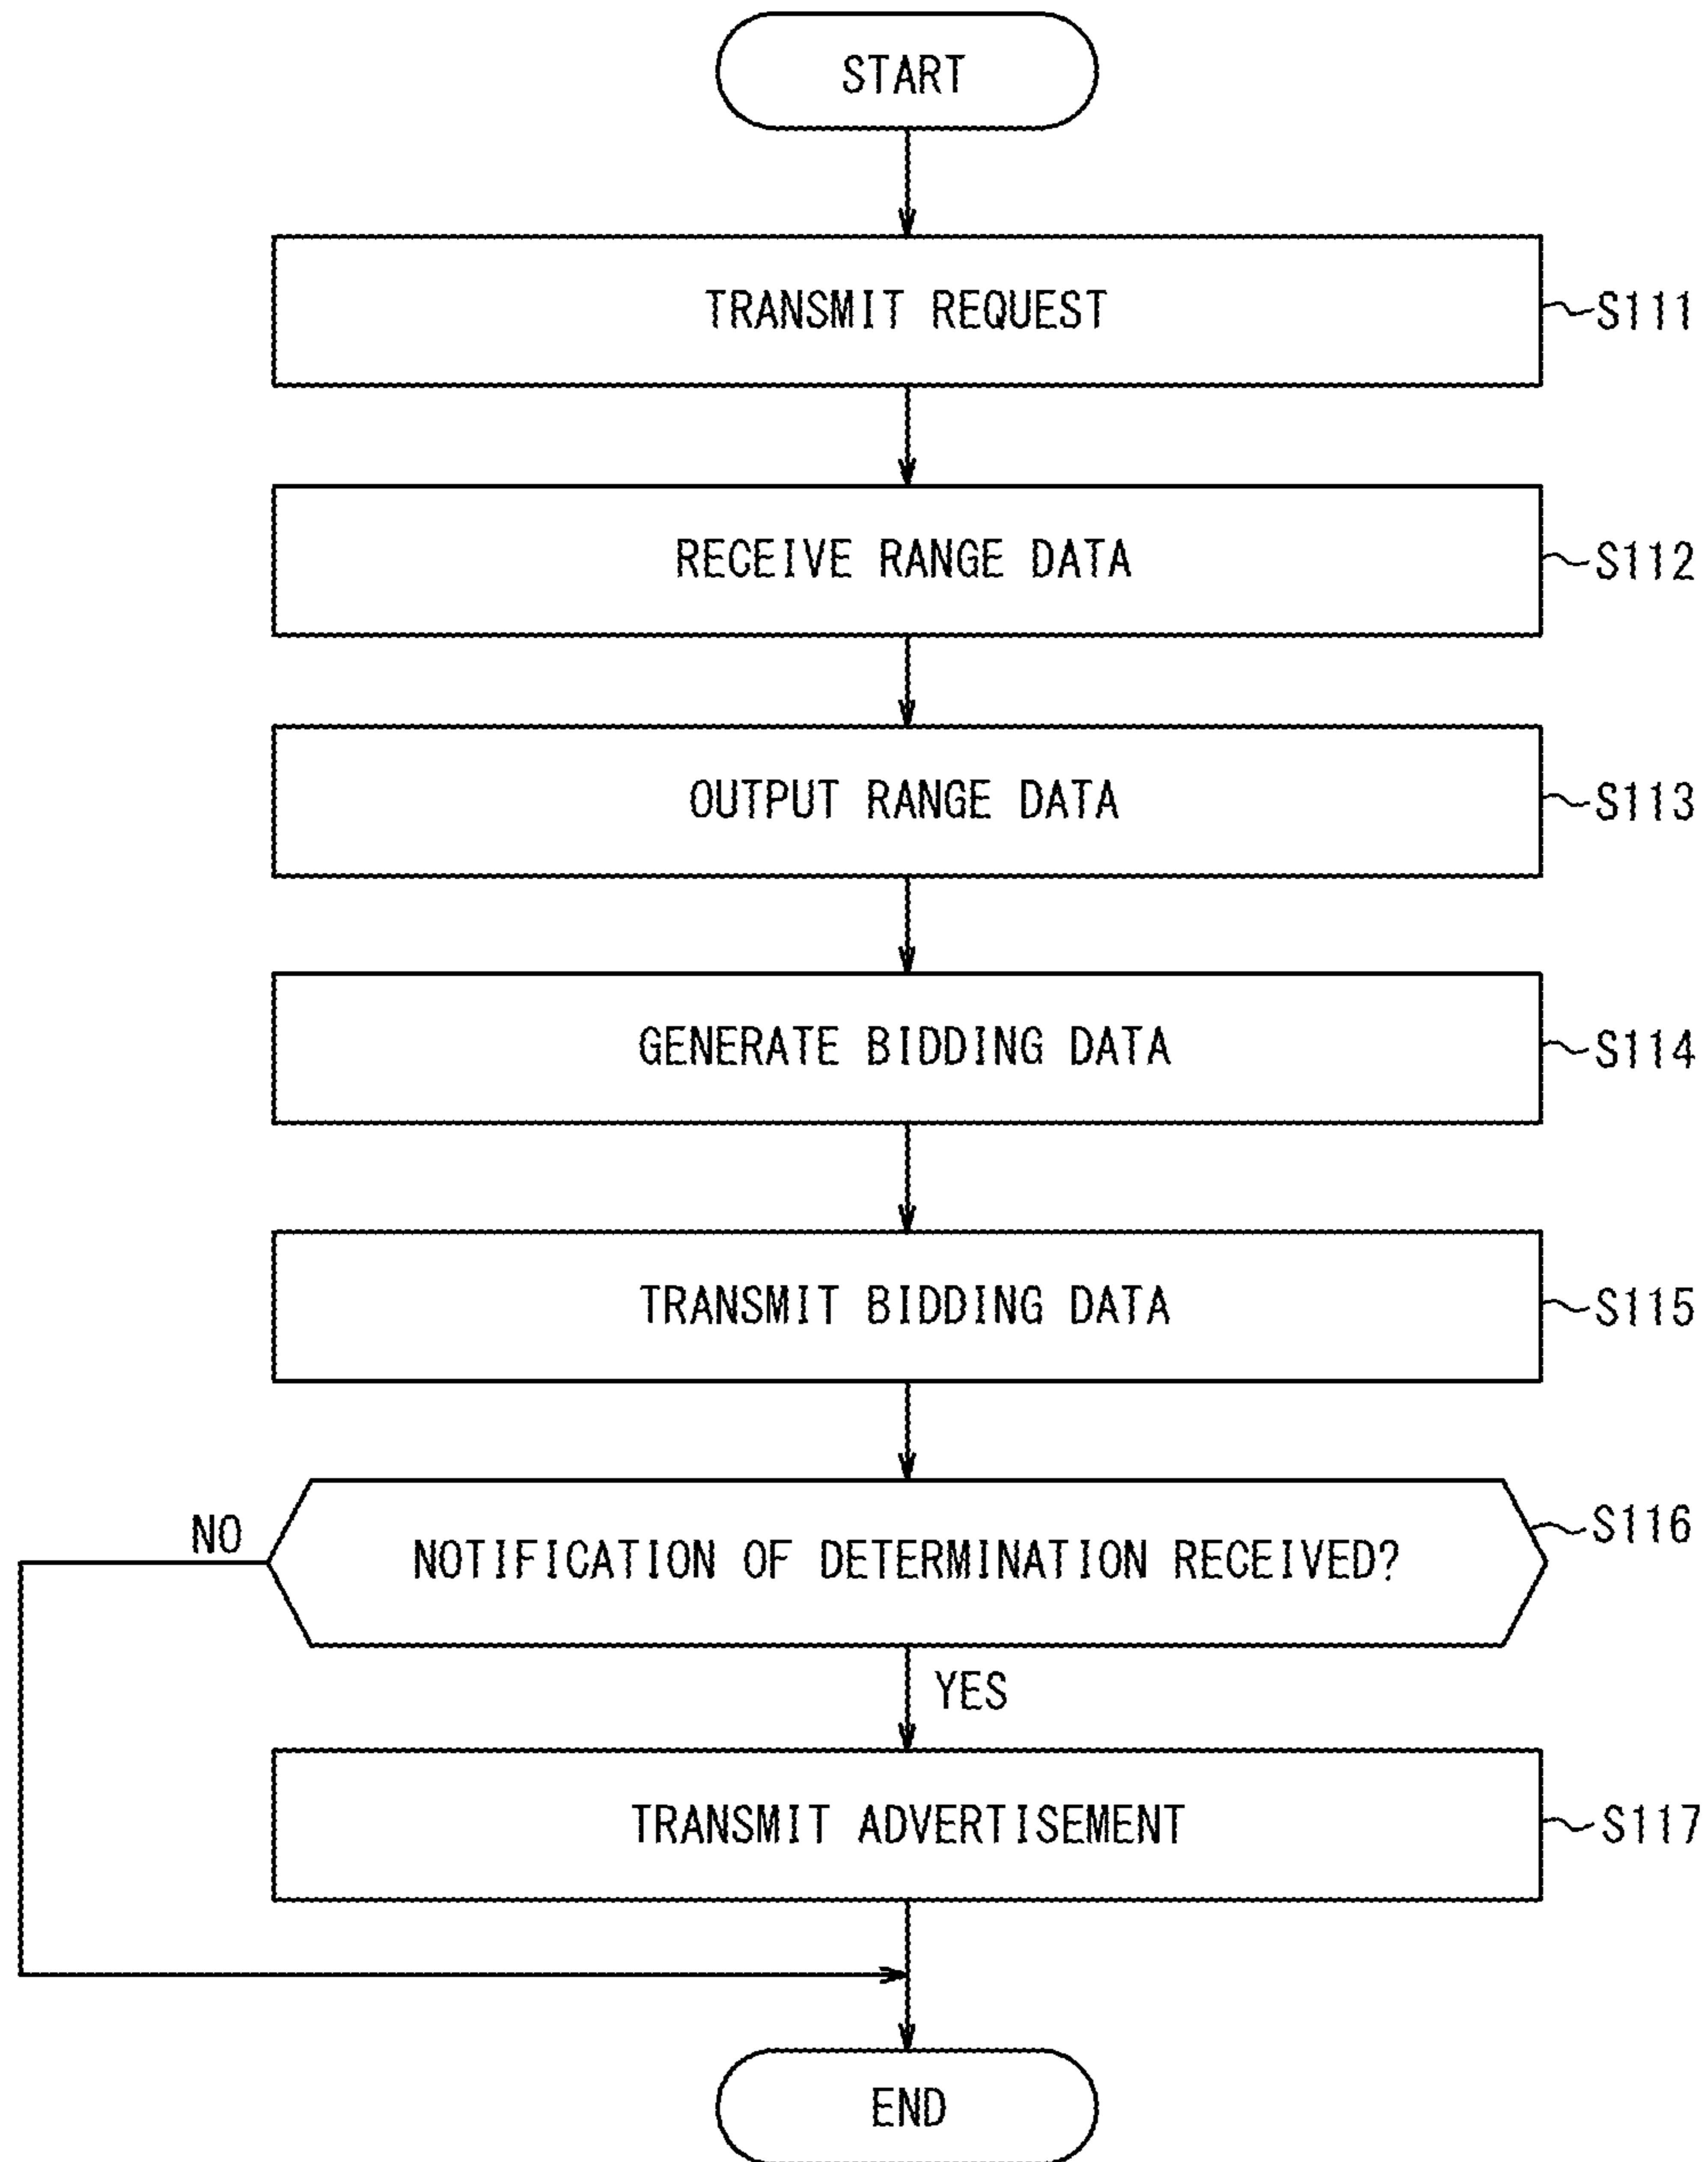 START
TRANSMIT REQUEST
S111
RECEIVE RANGE DATA
S112
OUTPUT RANGE DATA
S113
GENERATE BIDDING DATA
S114
TRANSMIT BIDDING DATA
S115
NO
NOTIFICATION OF DETERMINATION RECEIVED?
S116
YES
TRANSMIT ADVERTISEMENT
S117
END